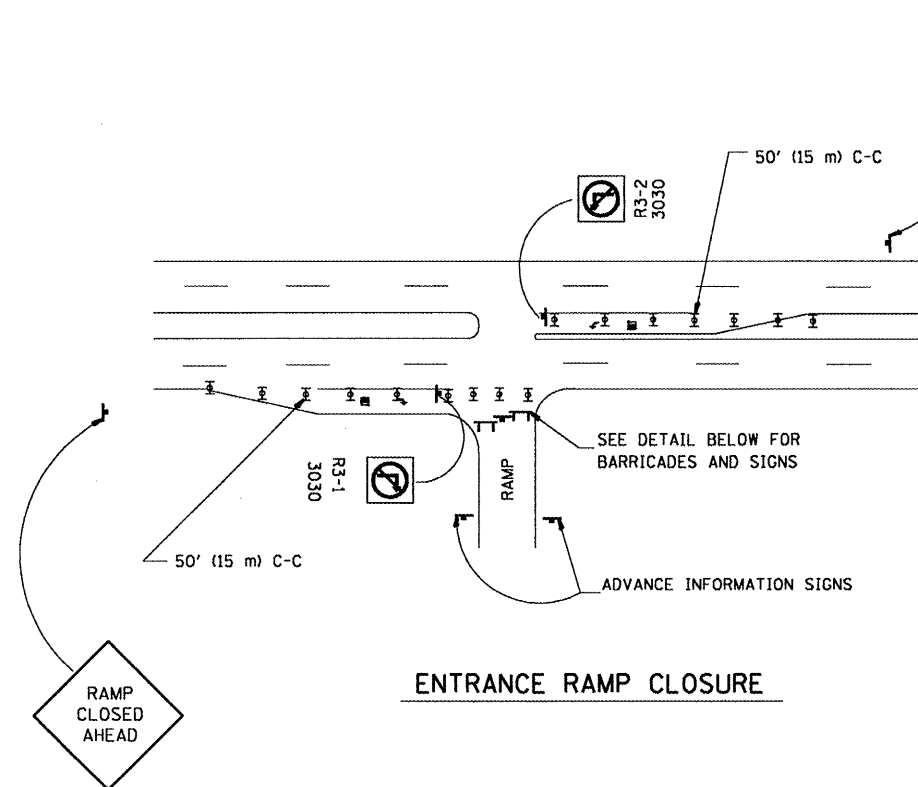 50' (15 m) C-C
R3-2
3030
SEE DETAIL BELOW FOR
BARRICADES AND SIGNS
RAMP
R3-1
3030
50' (15 m) C-C
ADVANCE INFORMATION SIGNS
ENTRANCE RAMP CLOSURE
RAMP
CLOSED
AHEAD